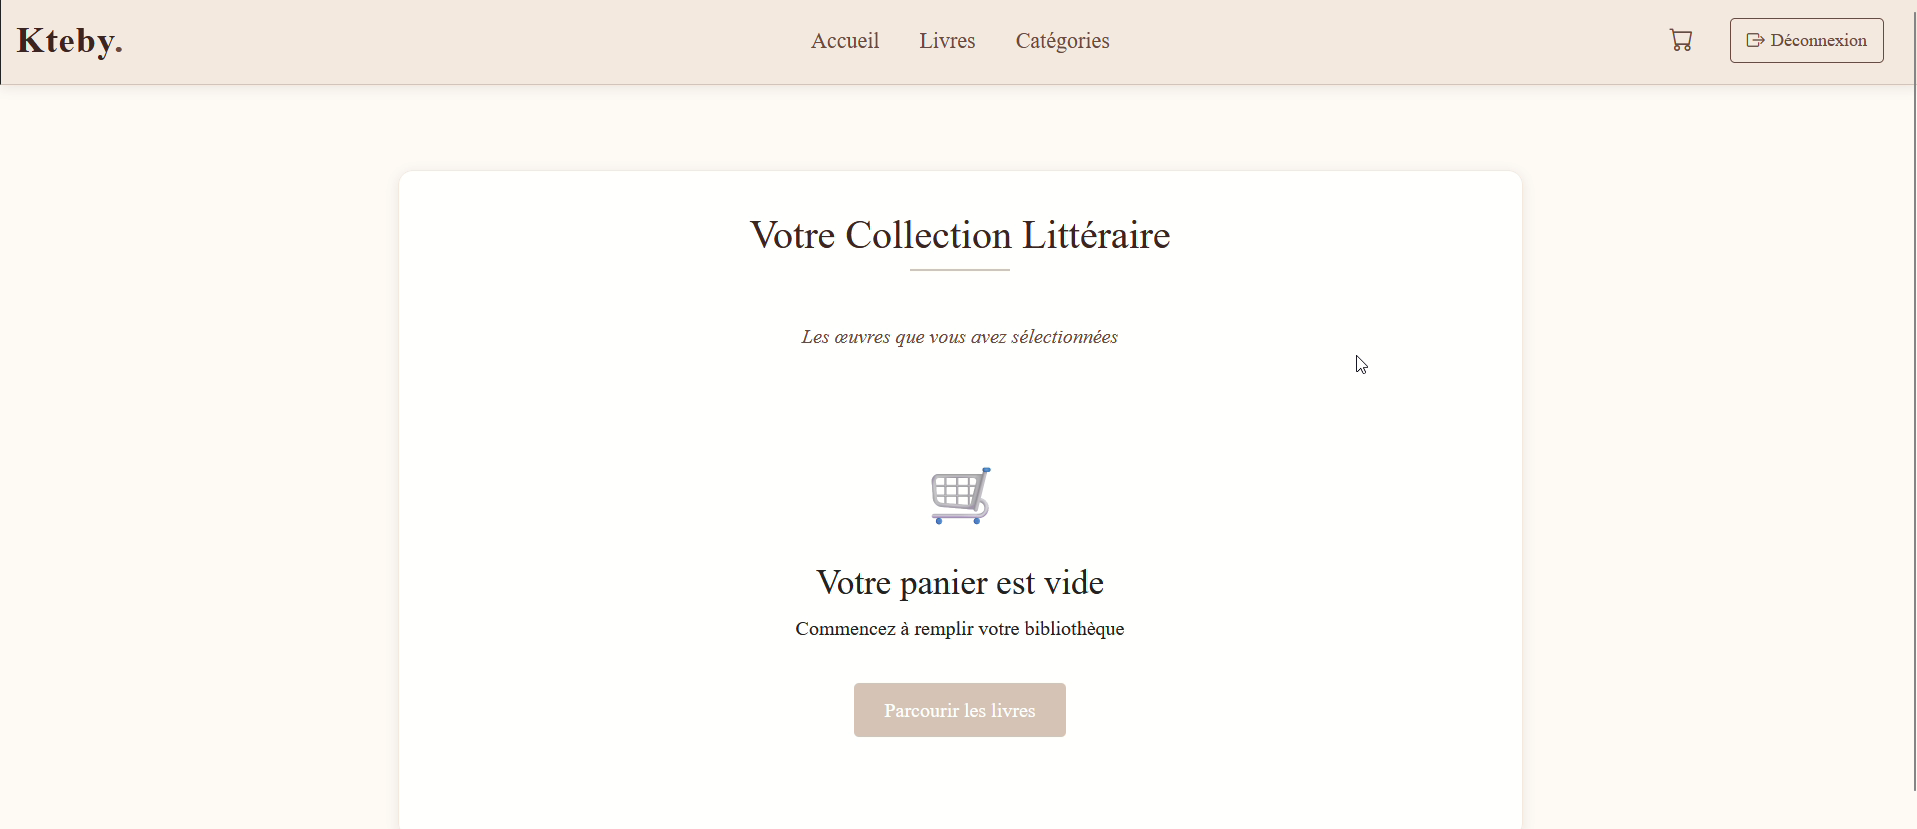 Kteby.
Accueil Livres Catégories
Déconnexion
Votre Collection Littéraire
Les œuvres que vous avez sélectionnées
Votre panier est vide
Commencez à remplir votre bibliothèque
Parcourir les livres